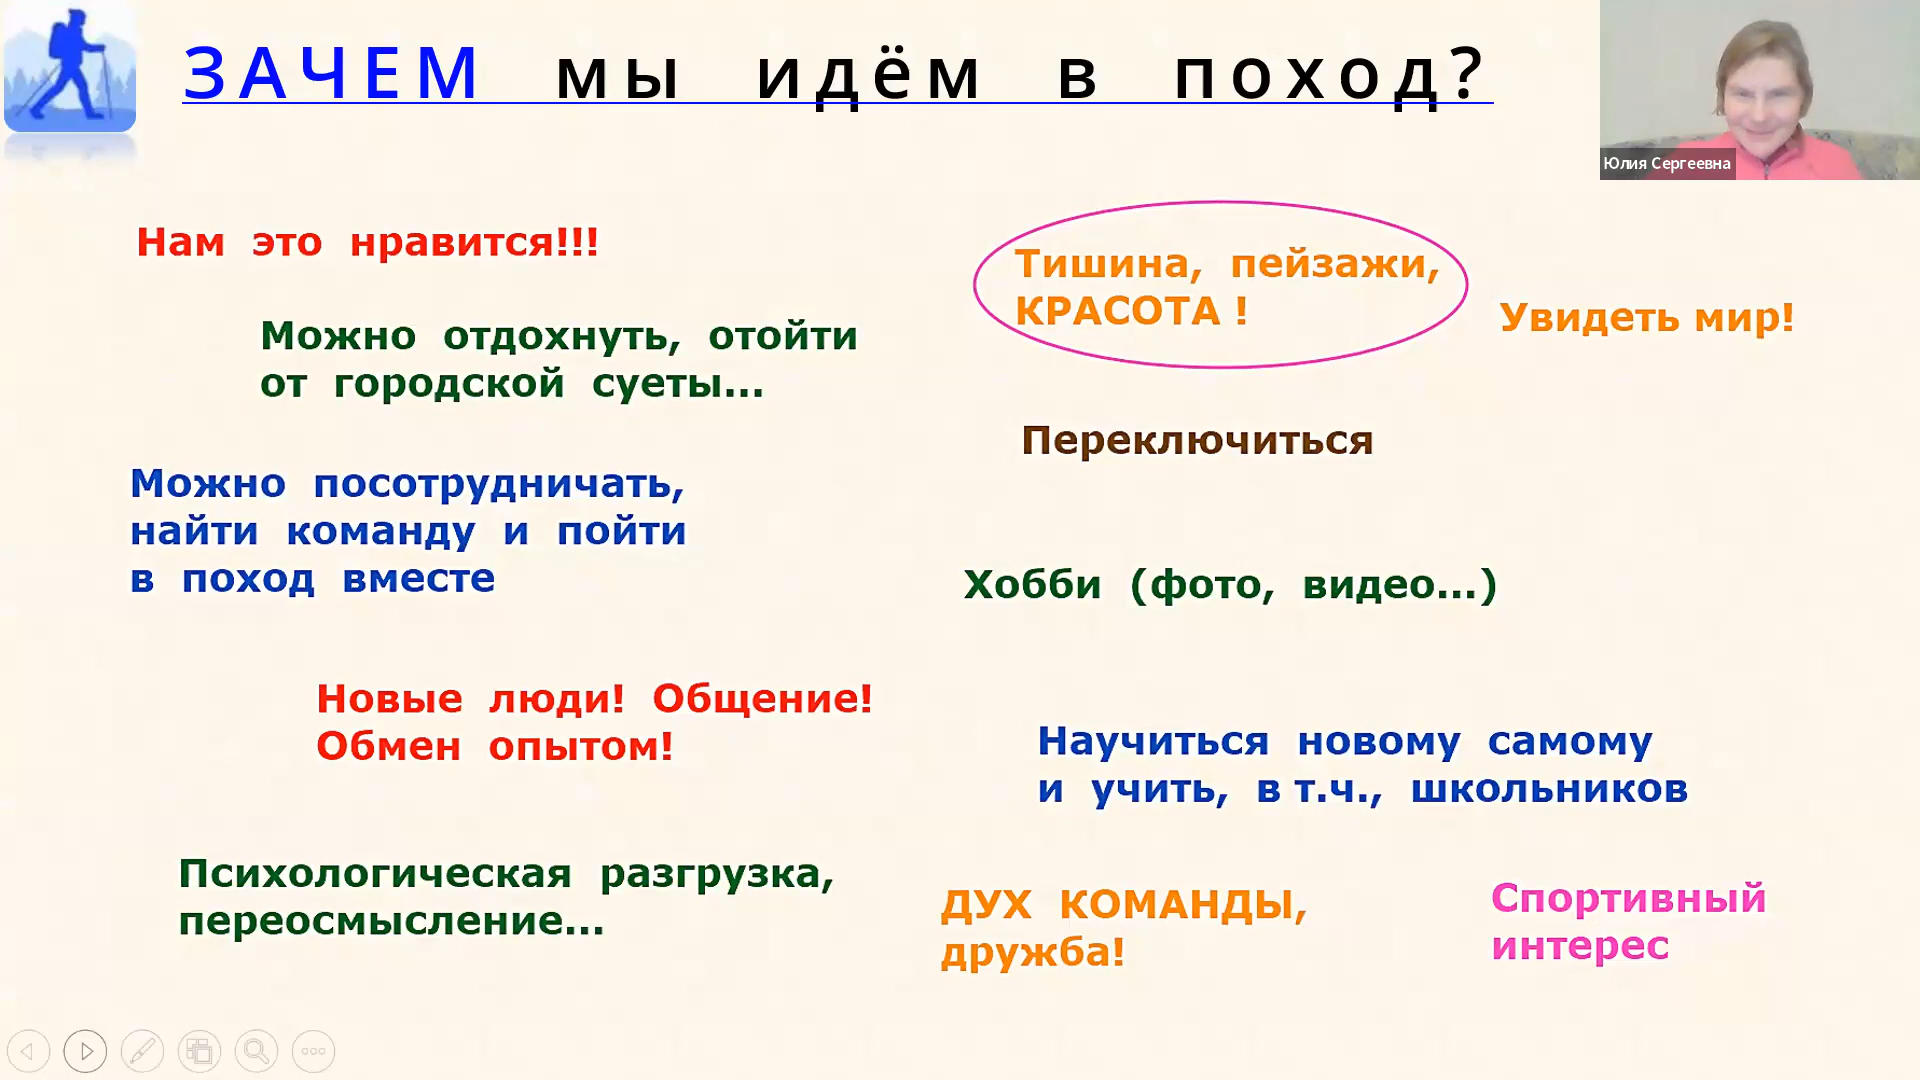 ЗАЧЕМ мы идём в поход?
Юлия Сергеевна
Нам это нравится!!!
Можно отдохнуть, отойти
от городской суеты...
Можно посотрудничать,
найти команду и пойти
в поход вместе
Новые люди! Общение!
Обмен опытом!
Психологическая разгрузка,
переосмысление...
Тишина, пейзажи,
КРАСОТА !
Увидеть мир!
Переключиться
Хобби (фото, видео...)
Научиться новому самому
и учить, в т.ч., школьников
ДУХ КОМАНДЫ,
дружба!
Спортивный
интерес